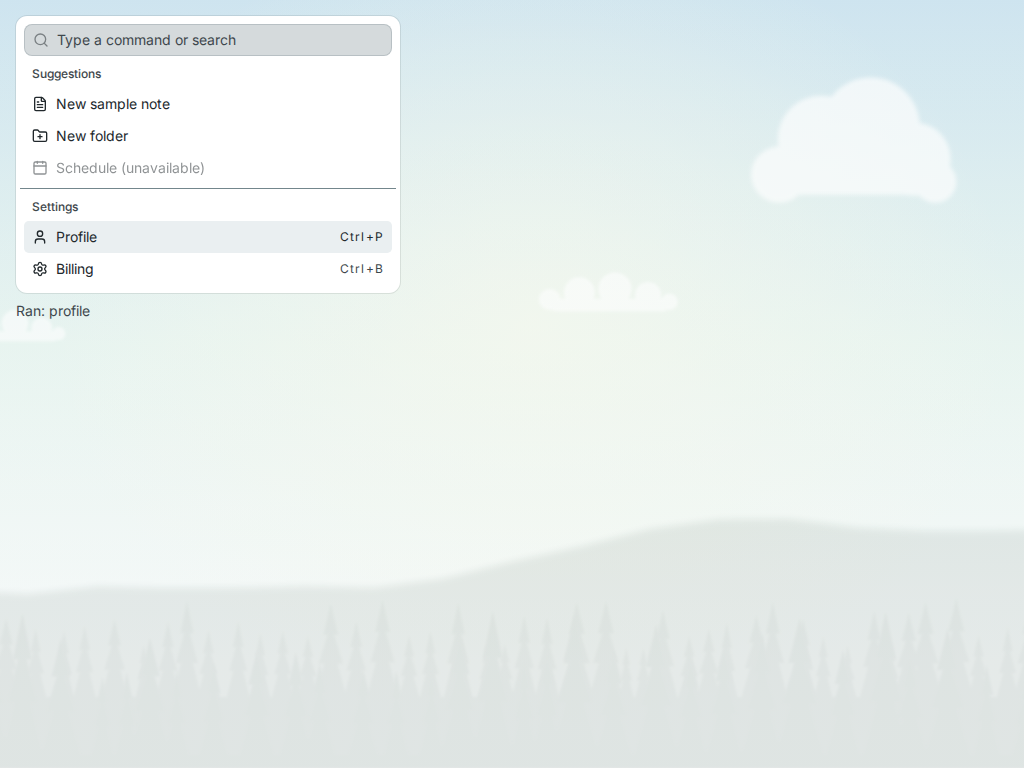 Type a command or search
Suggestions
New sample note
New folder
Schedule (unavailable)
Settings
Profile Ctrl+P
Billing Ctrl+B
Ran: profile